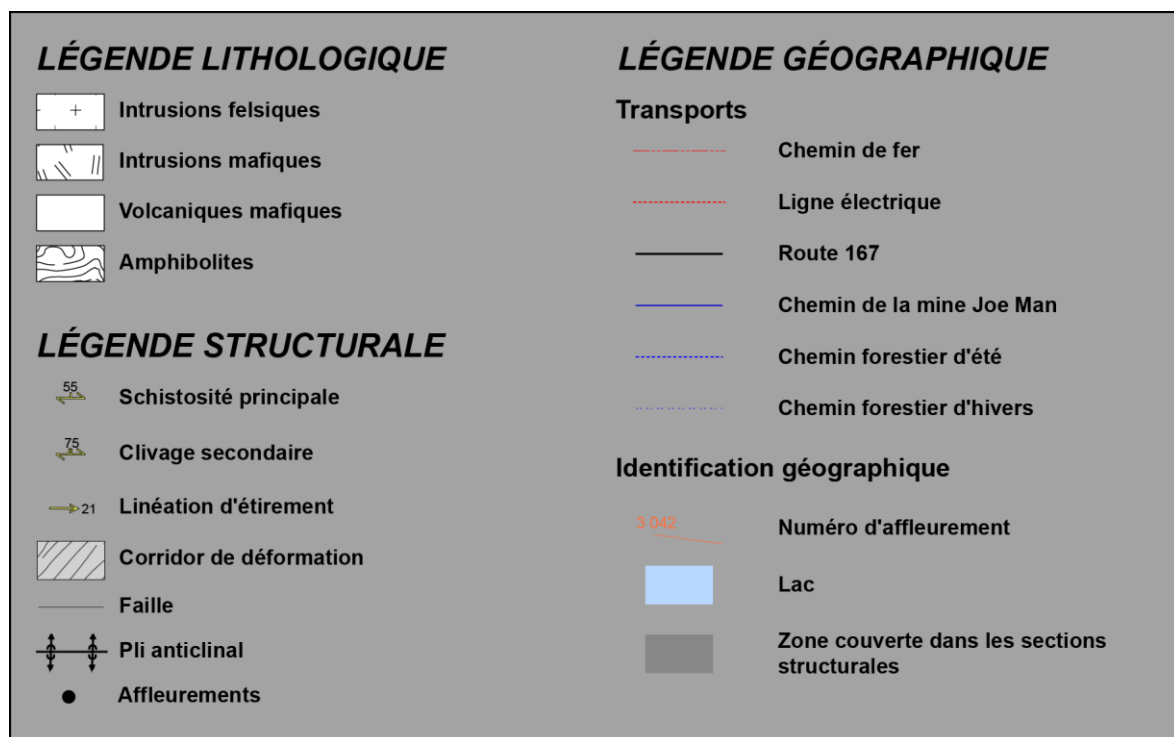 LÉGENDE LITHOLOGIQUE
Intrusions felsiques
Intrusions mafiques
Volcaniques mafiques
Amphibolites
LÉGENDE STRUCTURALE
55
Schistosité principale
75
Clivage secondaire
21
Linéation d'étirement
Corridor de déformation
Faille
Pli anticlinal
Affleurements
LÉGENDE GÉOGRAPHIQUE
Transports
Chemin de fer
Ligne électrique
Route 167
Chemin de la mine Joe Man
Chemin forestier d'été
Chemin forestier d'hivers
Identification géographique
3 042
Numéro d'affleurement
Lac
Zone couverte dans les sections
structurales